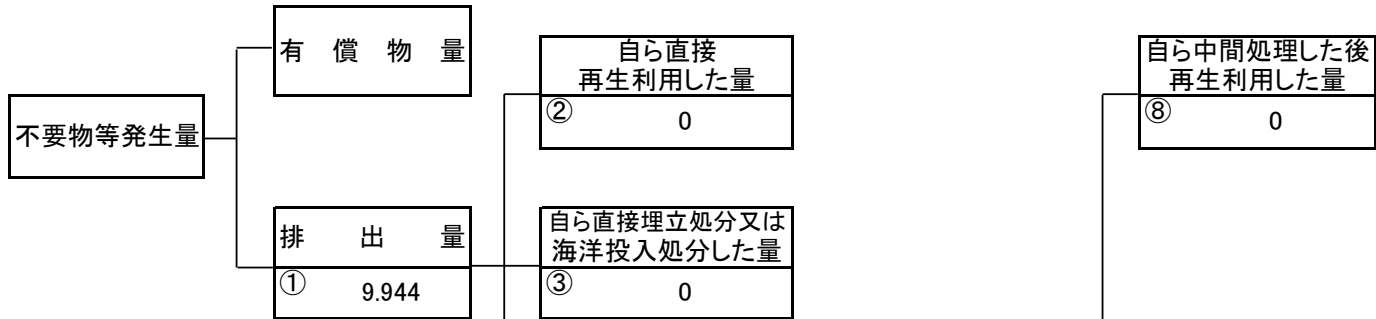 有償物量
自ら直接
再生利用した量
② 0
自ら中間処理した後
再生利用した量
⑧ 0
不要物等発生量
排出量
① 9.944
自ら直接埋立処分又は
海洋投入処分した量
③ 0